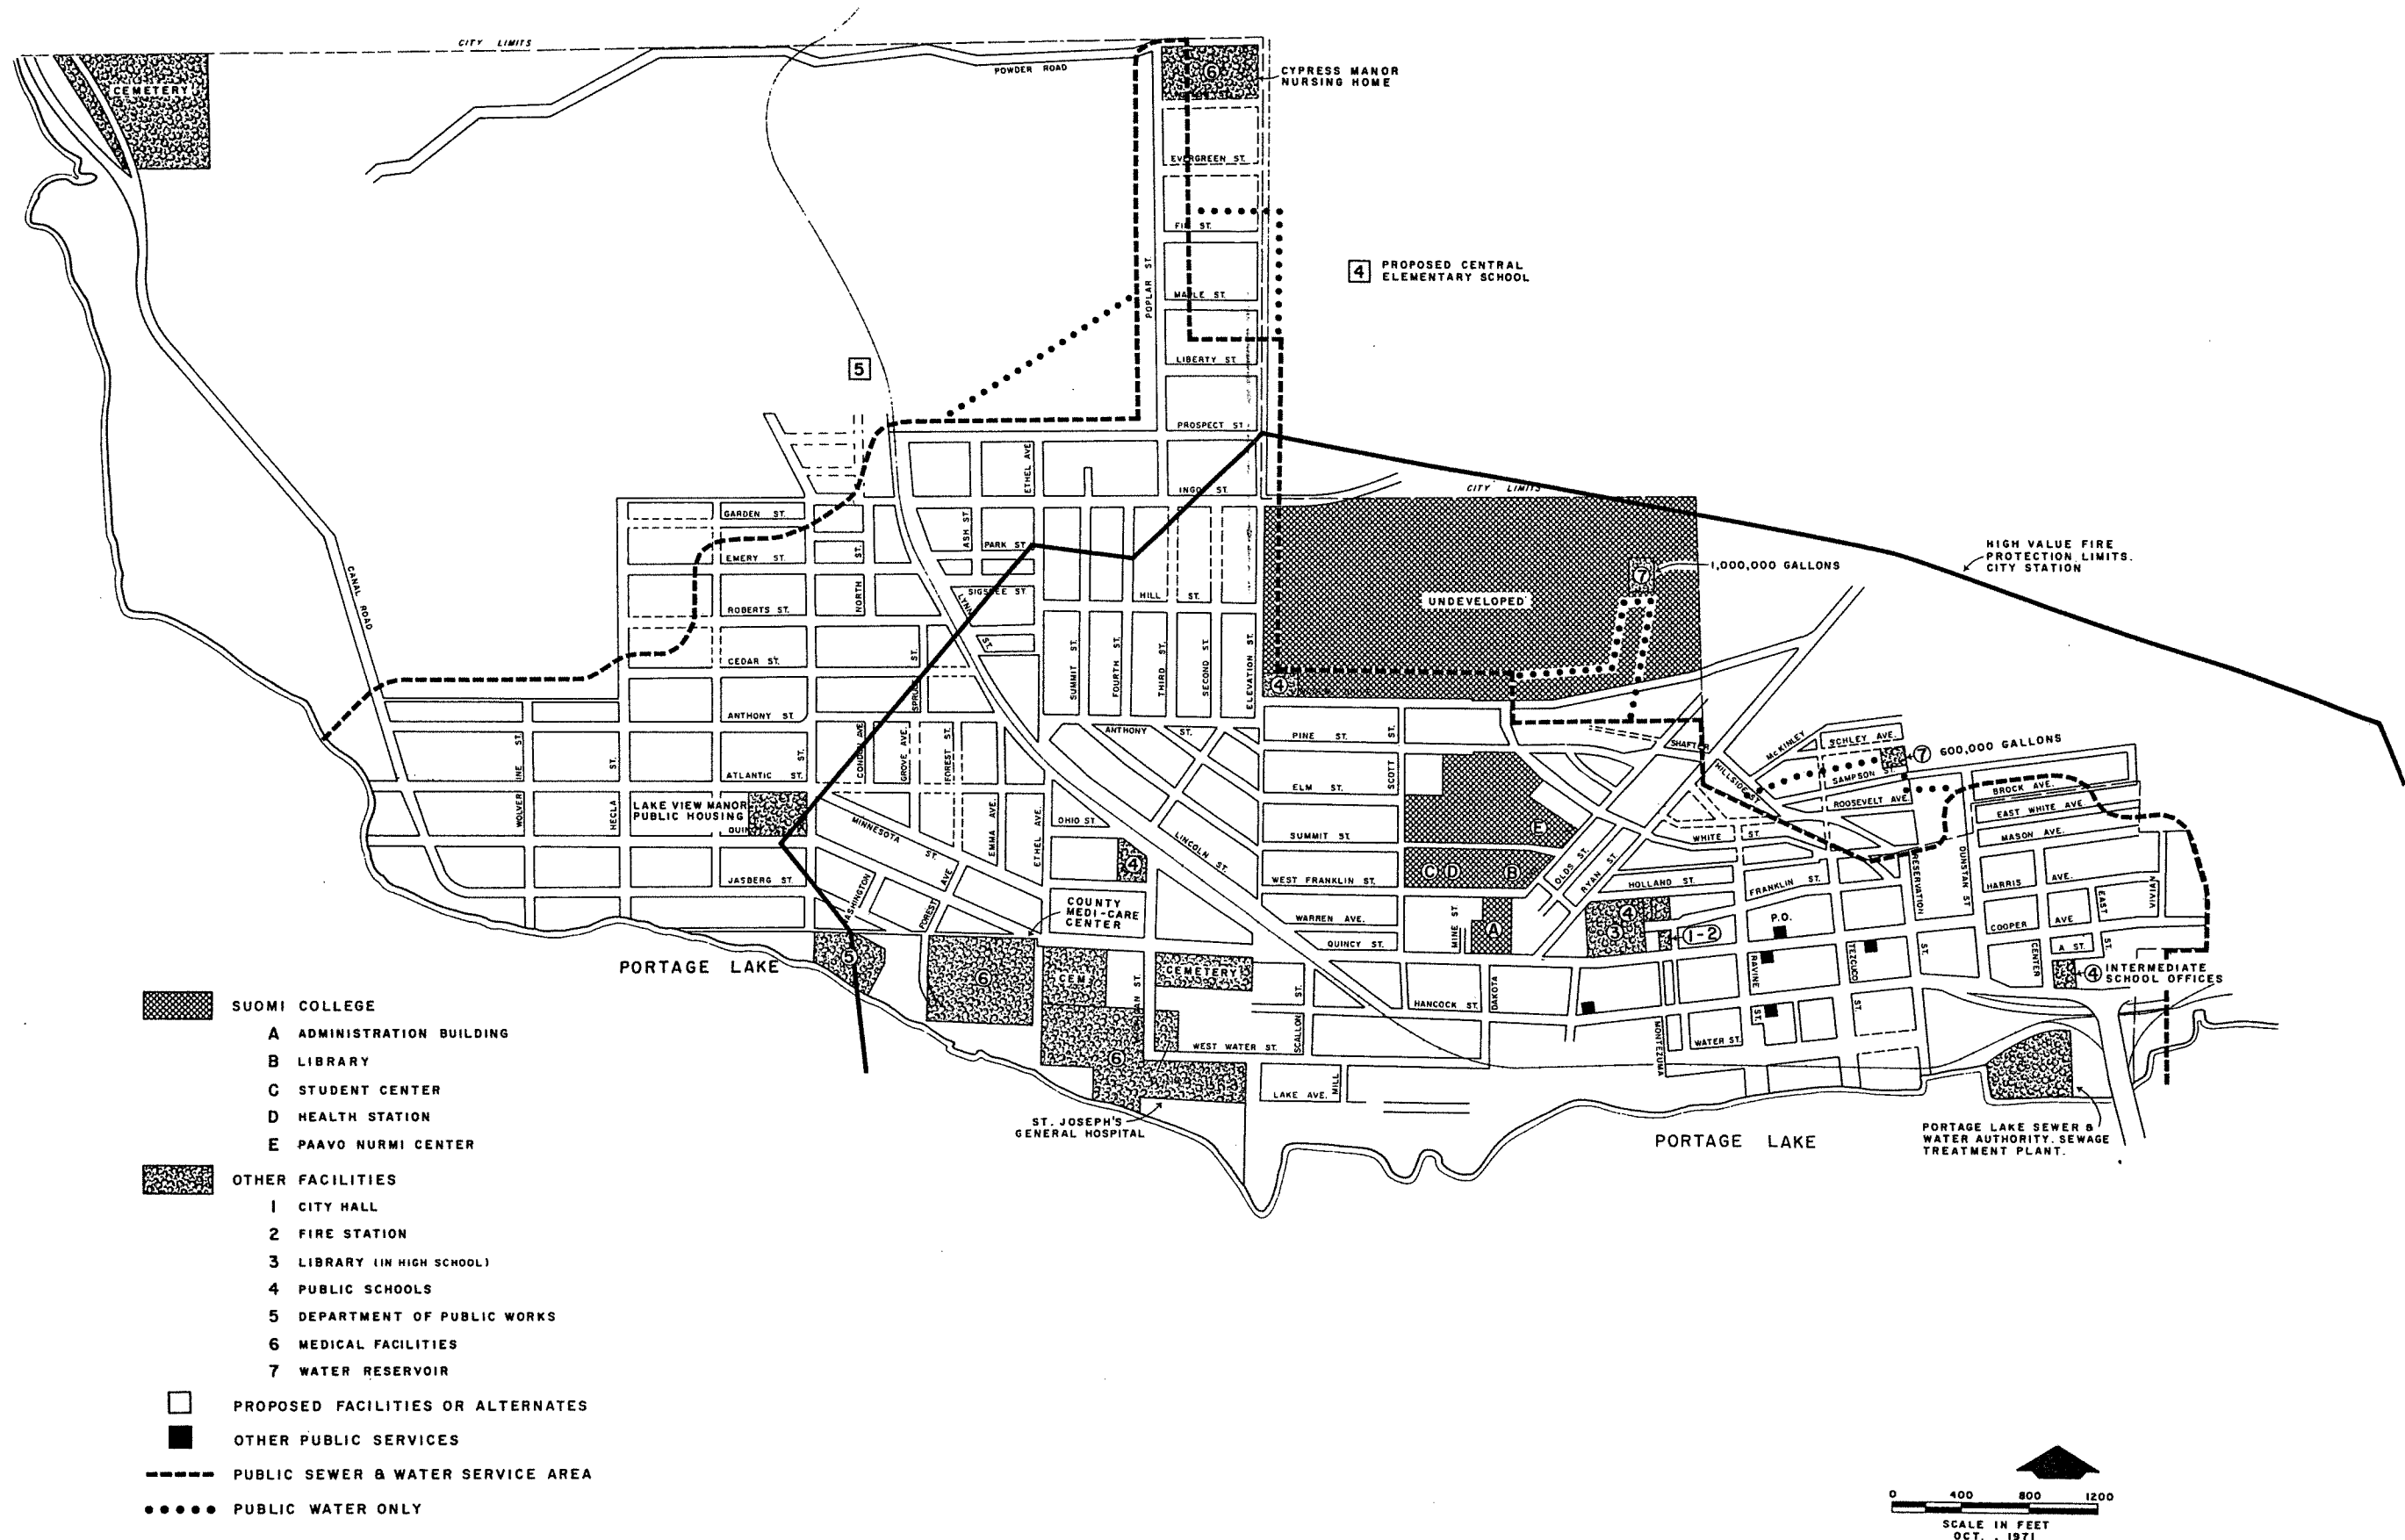 CITY LIMITS
CEMETERY
POWDER ROAD
6
CYPRESS MANOR
NURSING HOME
EVERGREEN ST.
FIR ST.
4
PROPOSED CENTRAL
ELEMENTARY SCHOOL
POPLAR ST.
MAPLE ST.
LIBERTY ST.
5
PROSPECT ST.
ETHEL AVE
CITY LIMITS
GARDEN ST.
ASH ST
PARK ST
EMERY ST.
HIGH VALUE FIRE
PROTECTION LIMITS.
CITY STATION
7
1,000,000 GALLONS
CANAL ROAD
NORTH ST.
HILL ST.
UNDEVELOPED
ROBERTS ST.
LYNN ST.
CEDAR ST.
SUMMIT ST.
FOURTH ST.
THIRD ST.
SECOND ST.
ELEVATION ST.
4
SPRUCE ST.
ANTHONY ST.
ANTHONY ST.
PINE ST.
SCOTT ST.
SHAFTER
McKINLEY
SCHLEY AVE.
7
600,000 GALLONS
HECLA ST.
ATLANTIC ST.
GROVE AVE.
FOREST ST.
ELM ST.
HILLSIDE ST
SAMPSON ST
BROCK AVE.
ROOSEVELT AVE
EAST WHITE AVE
LAKE VIEW MANOR
PUBLIC HOUSING
MINNESOTA ST.
EMMA AVE.
ETHEL AVE.
OHIO ST
LINCOLN ST.
SUMMIT ST.
E
WHITE ST.
MASON AVE.
4
JASBERG ST.
WEST FRANKLIN ST.
C D B
OLDS ST.
RYAN ST.
HOLLAND ST.
FRANKLIN ST.
RESERVATION ST.
DUNSTAN ST
HARRIS AVE.
EAST ST.
VIVIAN
FOREST AVE
COUNTY
MEDI-CARE
CENTER
WARREN AVE.
QUINCY ST.
MINE ST
A
4
3
1-2
P.O.
COOPER AVE
A ST.
CENTER
4
INTERMEDIATE
SCHOOL OFFICES
PORTAGE LAKE
5
6
CEM.
CEMETERY
HANCOCK ST.
DAKOTA
RAVINE ST.
TEZCUCO ST.
6
WEST WATER ST.
SCALLON ST.
MONTEZUMA
WATER ST.
LAKE AVE.
MILL
ST. JOSEPH'S
GENERAL HOSPITAL
PORTAGE LAKE
PORTAGE LAKE SEWER &
WATER AUTHORITY. SEWAGE
TREATMENT PLANT.
SUOMI COLLEGE
A ADMINISTRATION BUILDING
B LIBRARY
C STUDENT CENTER
D HEALTH STATION
E PAAVO NURMI CENTER
OTHER FACILITIES
1 CITY HALL
2 FIRE STATION
3 LIBRARY (IN HIGH SCHOOL)
4 PUBLIC SCHOOLS
5 DEPARTMENT OF PUBLIC WORKS
6 MEDICAL FACILITIES
7 WATER RESERVOIR
PROPOSED FACILITIES OR ALTERNATES
OTHER PUBLIC SERVICES
PUBLIC SEWER & WATER SERVICE AREA
PUBLIC WATER ONLY
0 400 800 1200
SCALE IN FEET
OCT. , 1971